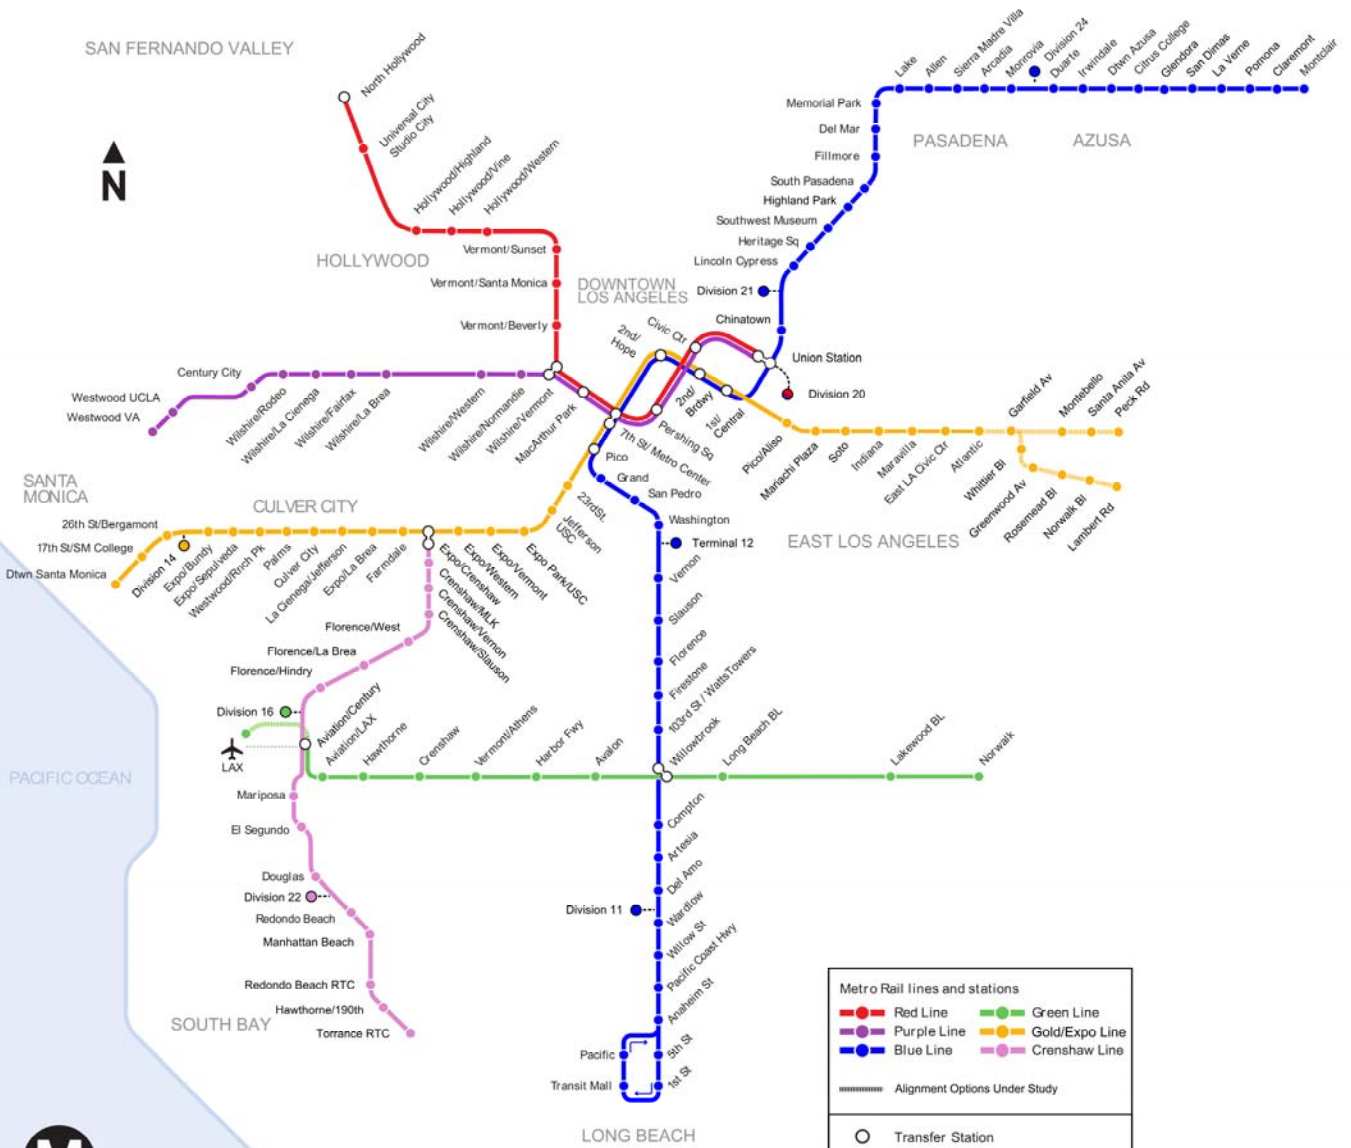 SAN FERNANDO VALLEY
North Hollywood
Universal City
Studio City
Hollywood/Highland
Hollywood/Vine
Hollywood/Western
N
HOLLYWOOD
Vermont/Sunset
Vermont/Santa Monica
Vermont/Beverly
DOWNTOWN
LOS ANGELES
Lake
Allen
Sierra Madre Villa
Arcadia
Monrovia
Division 24
Duarte
Irwindale
Dtwn Azusa
Citrus College
Glendora
San Dimas
La Verne
Pomona
Claremont
Montclair
Memorial Park
Del Mar
Fillmore
PASADENA
AZUSA
South Pasadena
Highland Park
Southwest Museum
Heritage Sq
Lincoln Cypress
Division 21
Chinatown
Union Station
Division 20
Civic Ctr
2nd/
Hope
2nd/
Brdwy
1st/
Central
Pershing Sq
7th St/ Metro Center
Century City
Westwood UCLA
Westwood VA
Wilshire/Rodeo
Wilshire/La Cienega
Wilshire/Fairfax
Wilshire/La Brea
Wilshire/Western
Wilshire/Normandie
Wilshire/Vermont
MacArthur Park
Pico/Aliso
Mariachi Plaza
Soto
Indiana
Maravilla
East LA Civic Ctr
Atlantic
Garfield Av
Montebello
Santa Anita Av
Peck Rd
Whittier Bl
Greenwood Av
Rosemead Bl
Norwalk Bl
Lambert Rd
EAST LOS ANGELES
Pico
Grand
San Pedro
Washington
Terminal 12
Vernon
Slauson
Florence
Firestone
103rd St / WattsTowers
Willowbrook
SANTA
MONICA
CULVER CITY
26th St/Bergamont
17th St/SM College
Dtwn Santa Monica
Division 14
Expo/Bundy
Expo/Sepulveda
Westwood/Rnch Pk
Palms
Culver City
La Cienega/Jefferson
Expo/La Brea
Farmdale
Expo/Crenshaw
Expo/Western
Expo/Vermont
Expo Park/USC
Jefferson
USC
23rdSt.
Crenshaw/MLK
Crenshaw/Vernon
Crenshaw/Slauson
Florence/West
Florence/La Brea
Florence/Hindry
Division 16
Aviation/Century
LAX
Aviation/LAX
Hawthorne
Crenshaw
Vermont/Athens
Harbor Fwy
Avalon
Long Beach BL
Lakewood BL
Norwalk
PACIFIC OCEAN
Mariposa
El Segundo
Douglas
Division 22
Redondo Beach
Manhattan Beach
Redondo Beach RTC
Hawthorne/190th
Torrance RTC
SOUTH BAY
Compton
Artesia
Del Amo
Division 11
Wardlow
Willow St
Pacific Coast Hwy
Anaheim St
Pacific
5th St
Transit Mall
1st St
LONG BEACH
Metro Rail lines and stations
Red Line
Green Line
Purple Line
Gold/Expo Line
Blue Line
Crenshaw Line
Alignment Options Under Study
Transfer Station
M